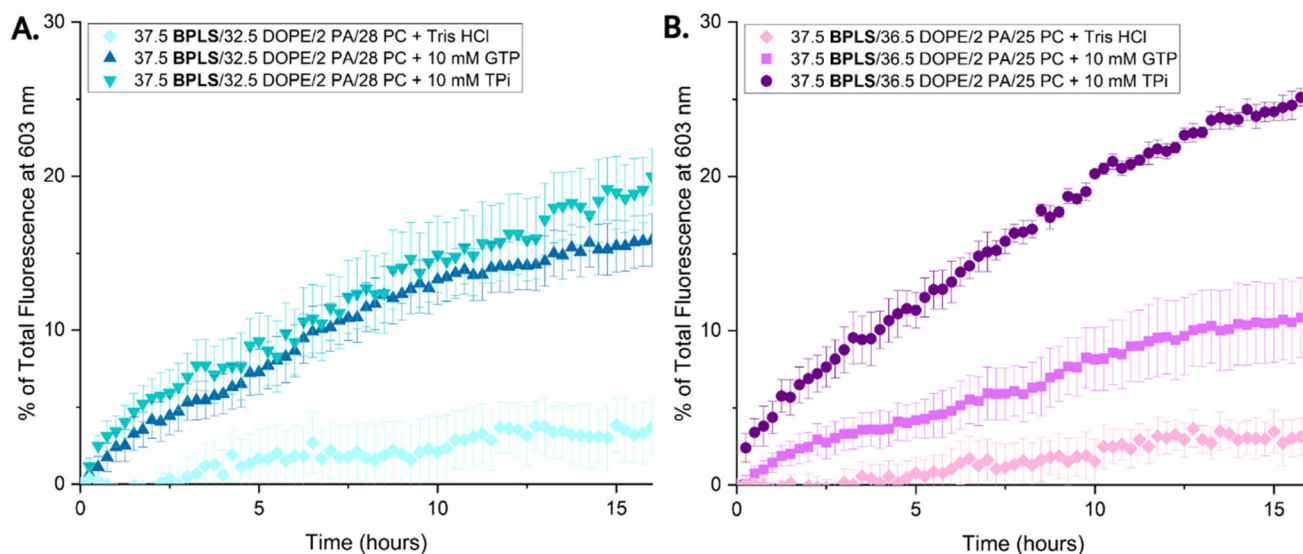 A.
30
20
10
0
% of Total Fluorescence at 603 nm
37.5 BPLS/32.5 DOPE/2 PA/28 PC + Tris HCl
37.5 BPLS/32.5 DOPE/2 PA/28 PC + 10 mM GTP
37.5 BPLS/32.5 DOPE/2 PA/28 PC + 10 mM TPi
0 5 10 15
Time (hours)
B.
30
20
10
0
% of Total Fluorescence at 603 nm
37.5 BPLS/36.5 DOPE/2 PA/25 PC + Tris HCl
37.5 BPLS/36.5 DOPE/2 PA/25 PC + 10 mM GTP
37.5 BPLS/36.5 DOPE/2 PA/25 PC + 10 mM TPi
0 5 10 15
Time (hours)